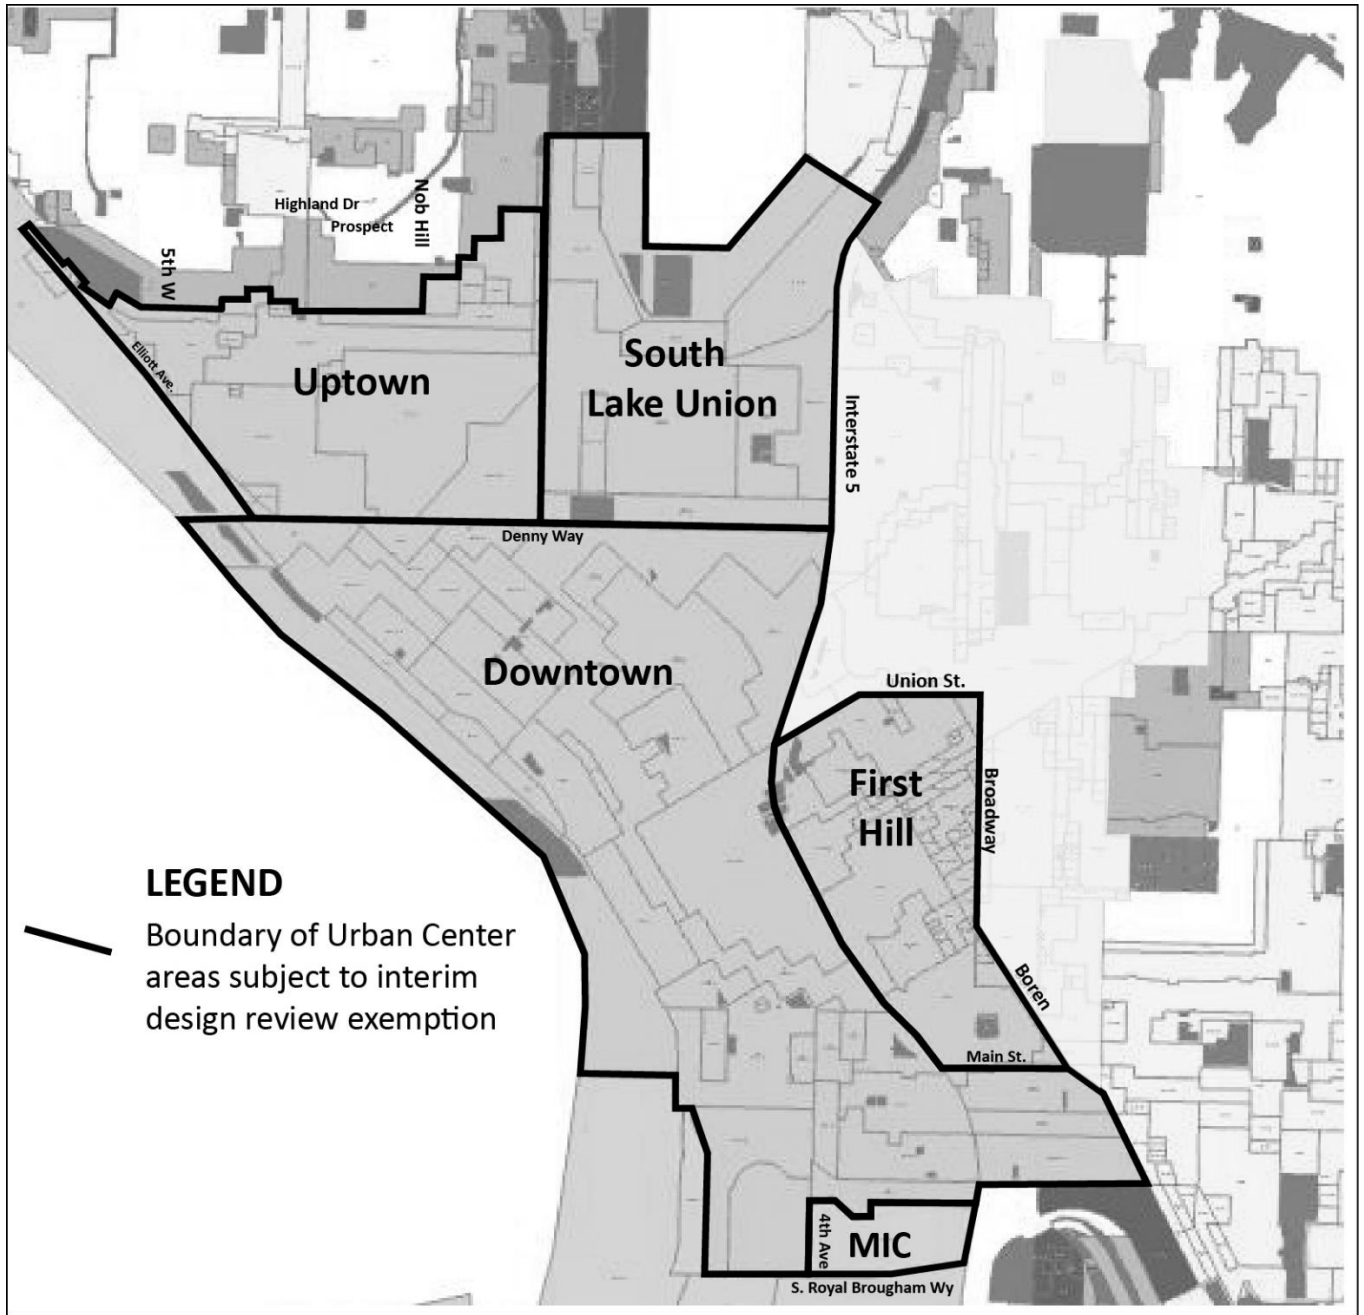 Highland Dr
Prospect
Nob Hill
5th W
Elliott Ave.
Uptown
South
Lake Union
Interstate 5
Denny Way
Downtown
Union St.
First
Hill
Broadway
Boren
Main St.
LEGEND
Boundary of Urban Center
areas subject to interim
design review exemption
4th Ave
MIC
S. Royal Brougham Wy